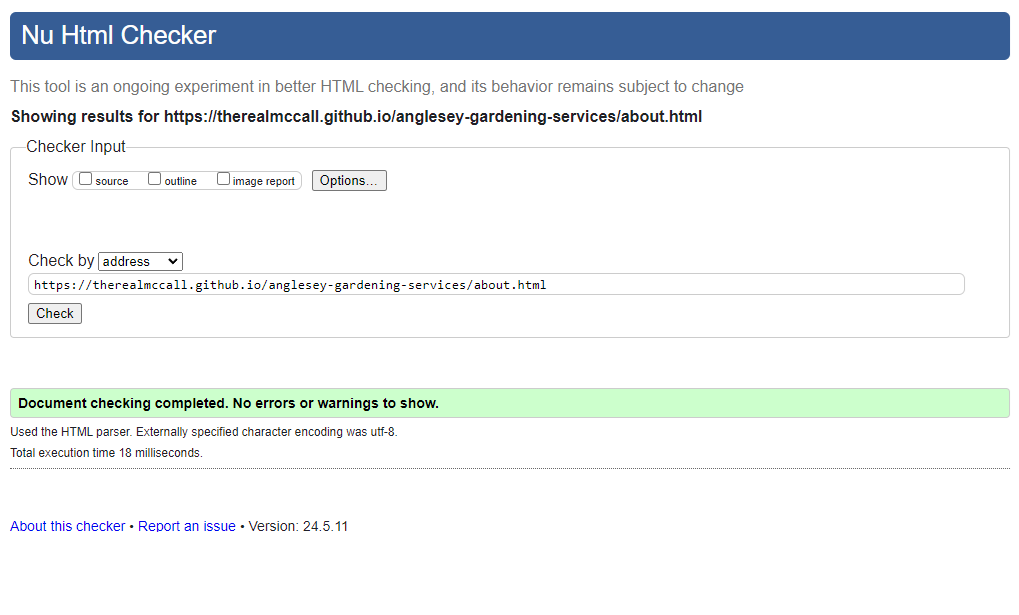 Nu Html Checker
This tool is an ongoing experiment in better HTML checking, and its behavior remains subject to change
Showing results for https://therealmccall.github.io/anglesey-gardening-services/about.html
Checker Input
Show source outline image report Options...
Check by address
https://therealmccall.github.io/anglesey-gardening-services/about.html
Check
Document checking completed. No errors or warnings to show.
Used the HTML parser. Externally specified character encoding was utf-8.
Total execution time 18 milliseconds.
About this checker • Report an issue • Version: 24.5.11